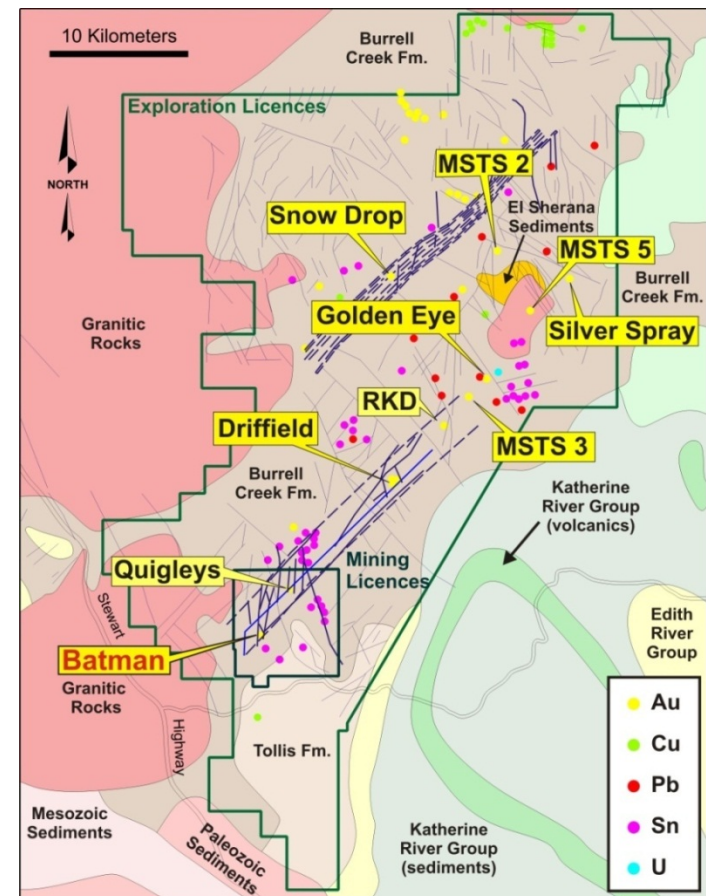 10 Kilometers
Burrell
Creek Fm.
Exploration Licences
NORTH
MSTS 2
El Sherana
Sediments
Snow Drop
MSTS 5
Burrell
Creek Fm.
Granitic
Rocks
Golden Eye
Silver Spray
RKD
Driffield
MSTS 3
Burrell
Creek Fm.
Katherine
River Group
(volcanics)
Quigleys
Mining
Licences
Stewart
Highway
Edith
River
Group
Batman
Granitic
Rocks
Au
Cu
Pb
Sn
U
Tollis Fm.
Mesozoic
Sediments
Paleozoic
Sediments
Katherine
River Group
(sediments)